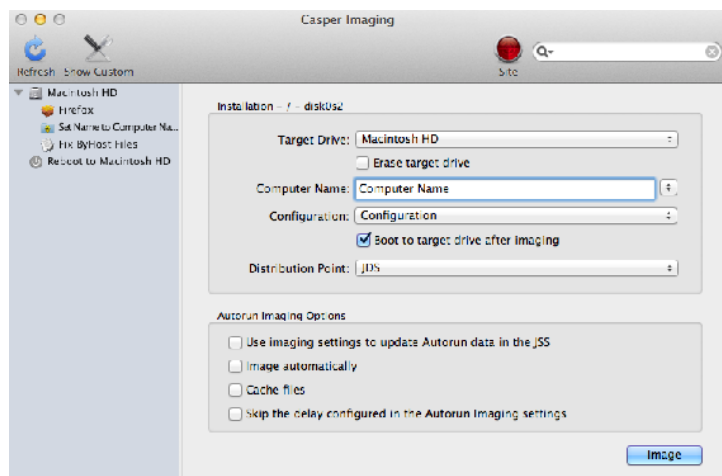 Casper Imaging
Refresh Show Custom
Site
Macintosh HD
Firefox
Set Name to Computer Na...
Fix ByHost Files
Reboot to Macintosh HD
Installation - / - disk0s2
Target Drive: Macintosh HD
Erase target drive
Computer Name: Computer Name
Configuration: Configuration
Boot to target drive after imaging
Distribution Point: JDS
Autorun Imaging Options
Use imaging settings to update Autorun data in the JSS
Image automatically
Cache files
Skip the delay configured in the Autorun Imaging settings
Image